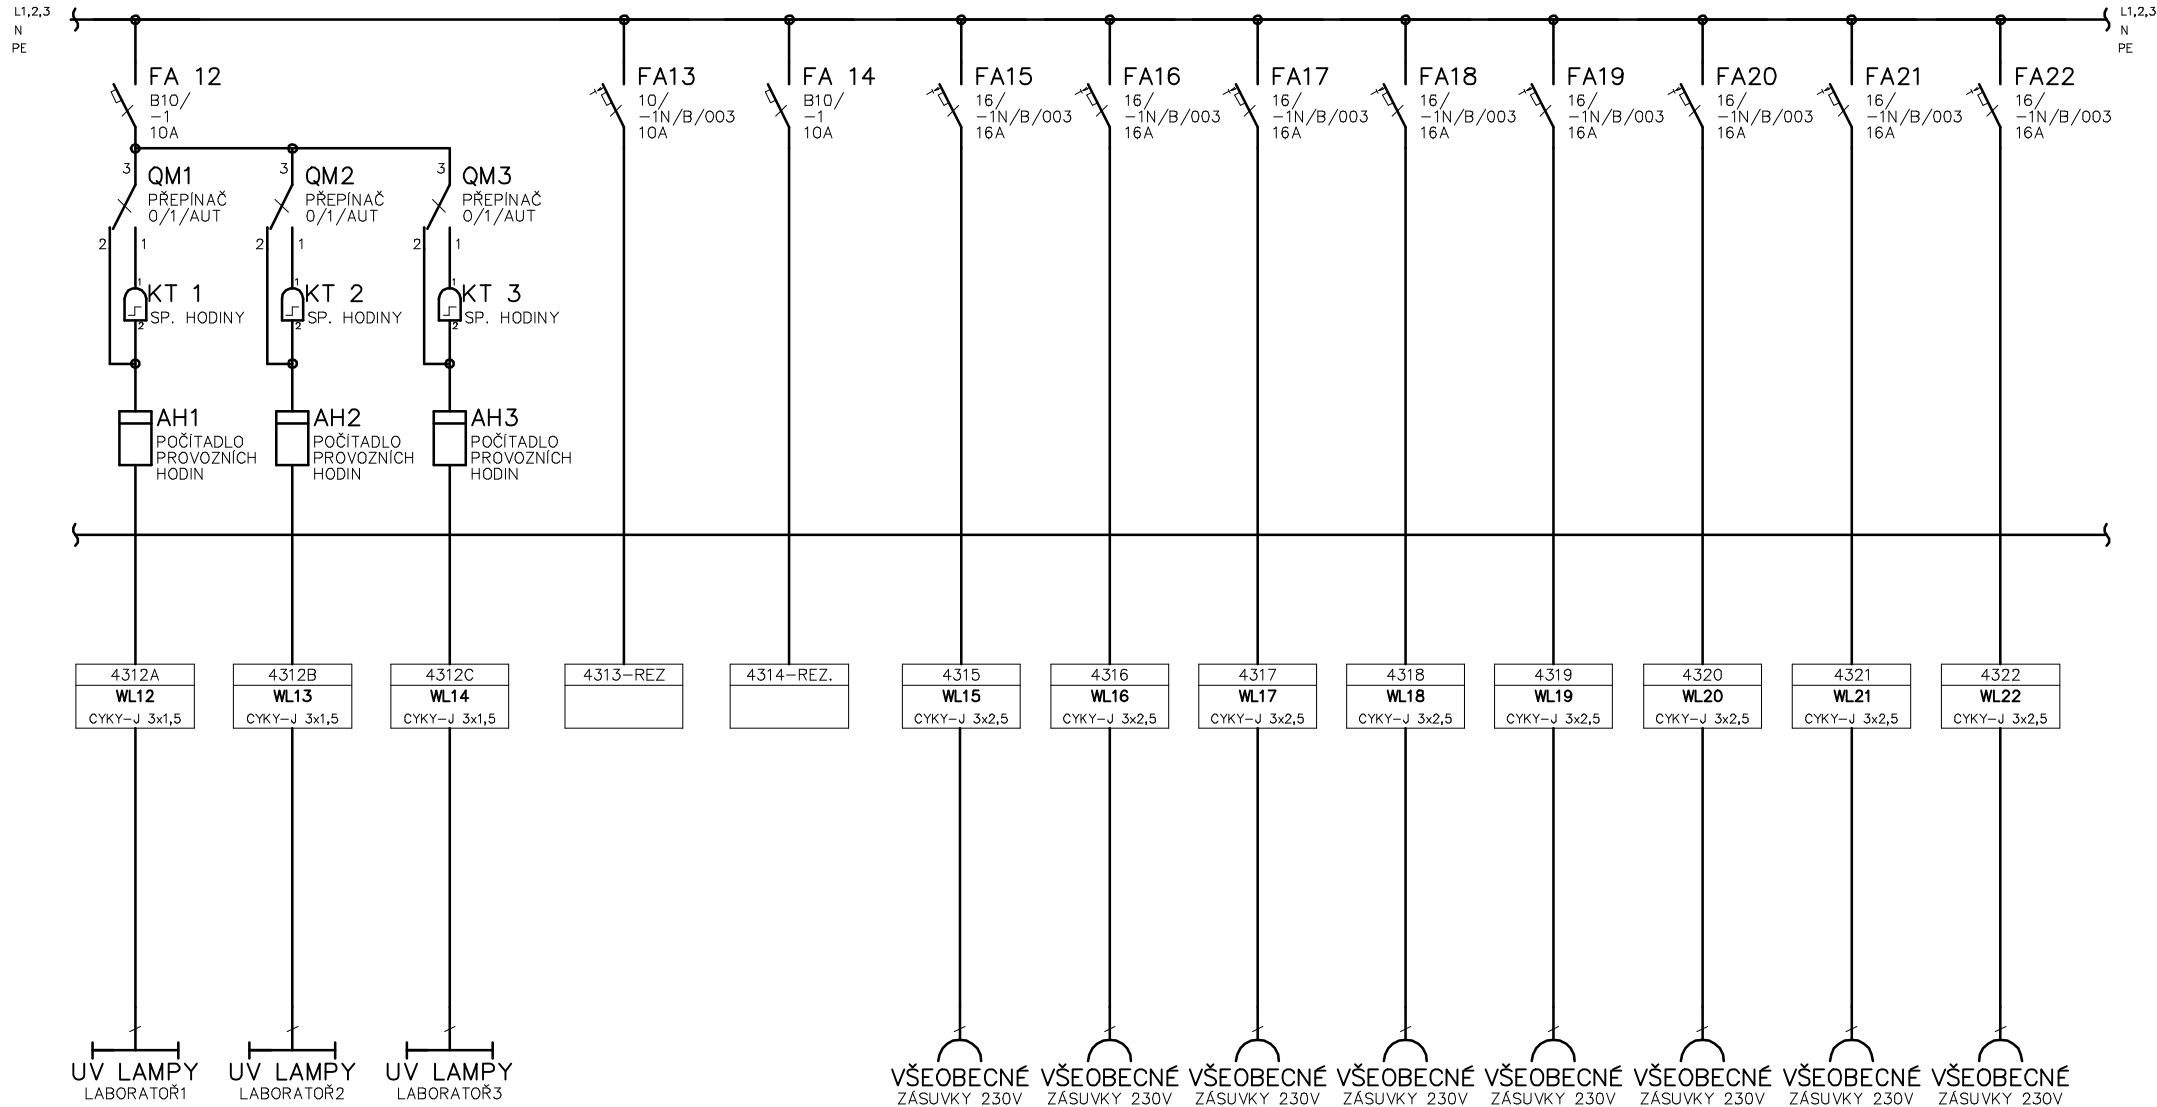 L1,2,3
N
PE
L1,2,3
N
PE
FA 12
B10/
-1
10A
FA13
10/
-1N/B/003
10A
FA 14
B10/
-1
10A
FA15
16/
-1N/B/003
16A
FA16
16/
-1N/B/003
16A
FA17
16/
-1N/B/003
16A
FA18
16/
-1N/B/003
16A
FA19
16/
-1N/B/003
16A
FA20
16/
-1N/B/003
16A
FA21
16/
-1N/B/003
16A
FA22
16/
-1N/B/003
16A
3
QM1
PŘEPÍNAČ
0/1/AUT
2
1
3
QM2
PŘEPÍNAČ
0/1/AUT
2
1
3
QM3
PŘEPÍNAČ
0/1/AUT
2
1
1
KT 1
SP. HODINY
2
1
KT 2
SP. HODINY
2
1
KT 3
SP. HODINY
2
AH1
POČÍTADLO
PROVOZNÍCH
HODIN
AH2
POČÍTADLO
PROVOZNÍCH
HODIN
AH3
POČÍTADLO
PROVOZNÍCH
HODIN
4312A
WL12
CYKY-J 3x1,5
4312B
WL13
CYKY-J 3x1,5
4312C
WL14
CYKY-J 3x1,5
4313-REZ
4314-REZ.
4315
WL15
CYKY-J 3x2,5
4316
WL16
CYKY-J 3x2,5
4317
WL17
CYKY-J 3x2,5
4318
WL18
CYKY-J 3x2,5
4319
WL19
CYKY-J 3x2,5
4320
WL20
CYKY-J 3x2,5
4321
WL21
CYKY-J 3x2,5
4322
WL22
CYKY-J 3x2,5
UV LAMPY
LABORATOŘ1
UV LAMPY
LABORATOŘ2
UV LAMPY
LABORATOŘ3
VŠEOBECNÉ
ZÁSUVKY 230V
VŠEOBECNÉ
ZÁSUVKY 230V
VŠEOBECNÉ
ZÁSUVKY 230V
VŠEOBECNÉ
ZÁSUVKY 230V
VŠEOBECNÉ
ZÁSUVKY 230V
VŠEOBECNÉ
ZÁSUVKY 230V
VŠEOBECNÉ
ZÁSUVKY 230V
VŠEOBECNÉ
ZÁSUVKY 230V